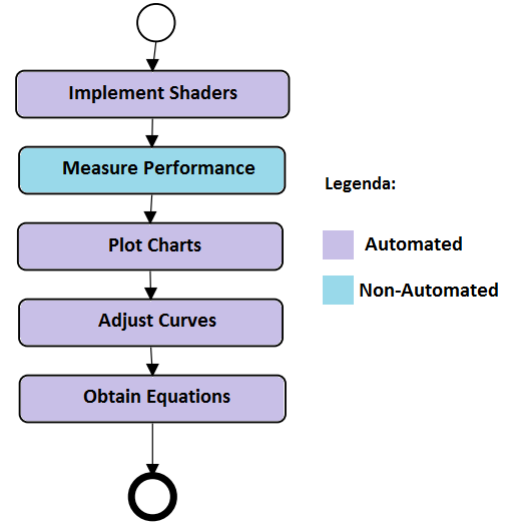 Implement Shaders
Measure Performance
Legenda:
Plot Charts
Automated
Non-Automated
Adjust Curves
Obtain Equations